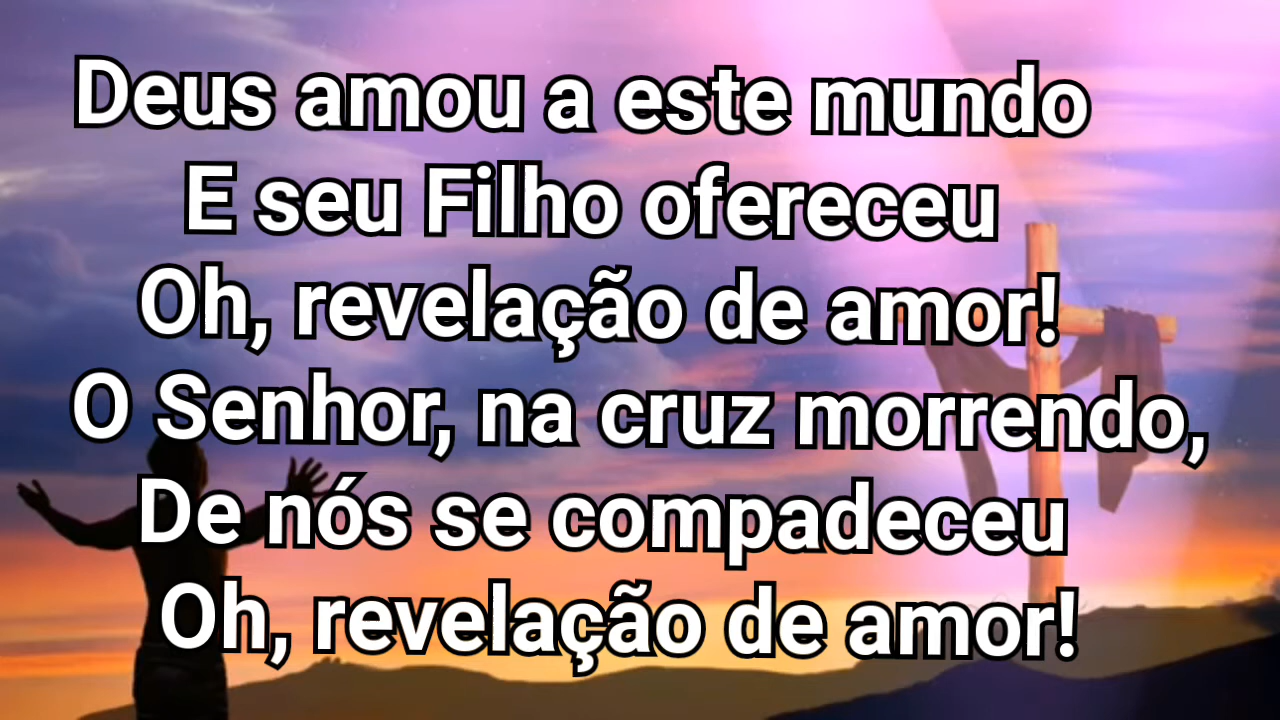 Deus amou a este mundo
E seu Filho ofereceu
Oh, revelação de amor!
O Senhor, na cruz morrendo,
De nós se compadeceu
Oh, revelação de amor!